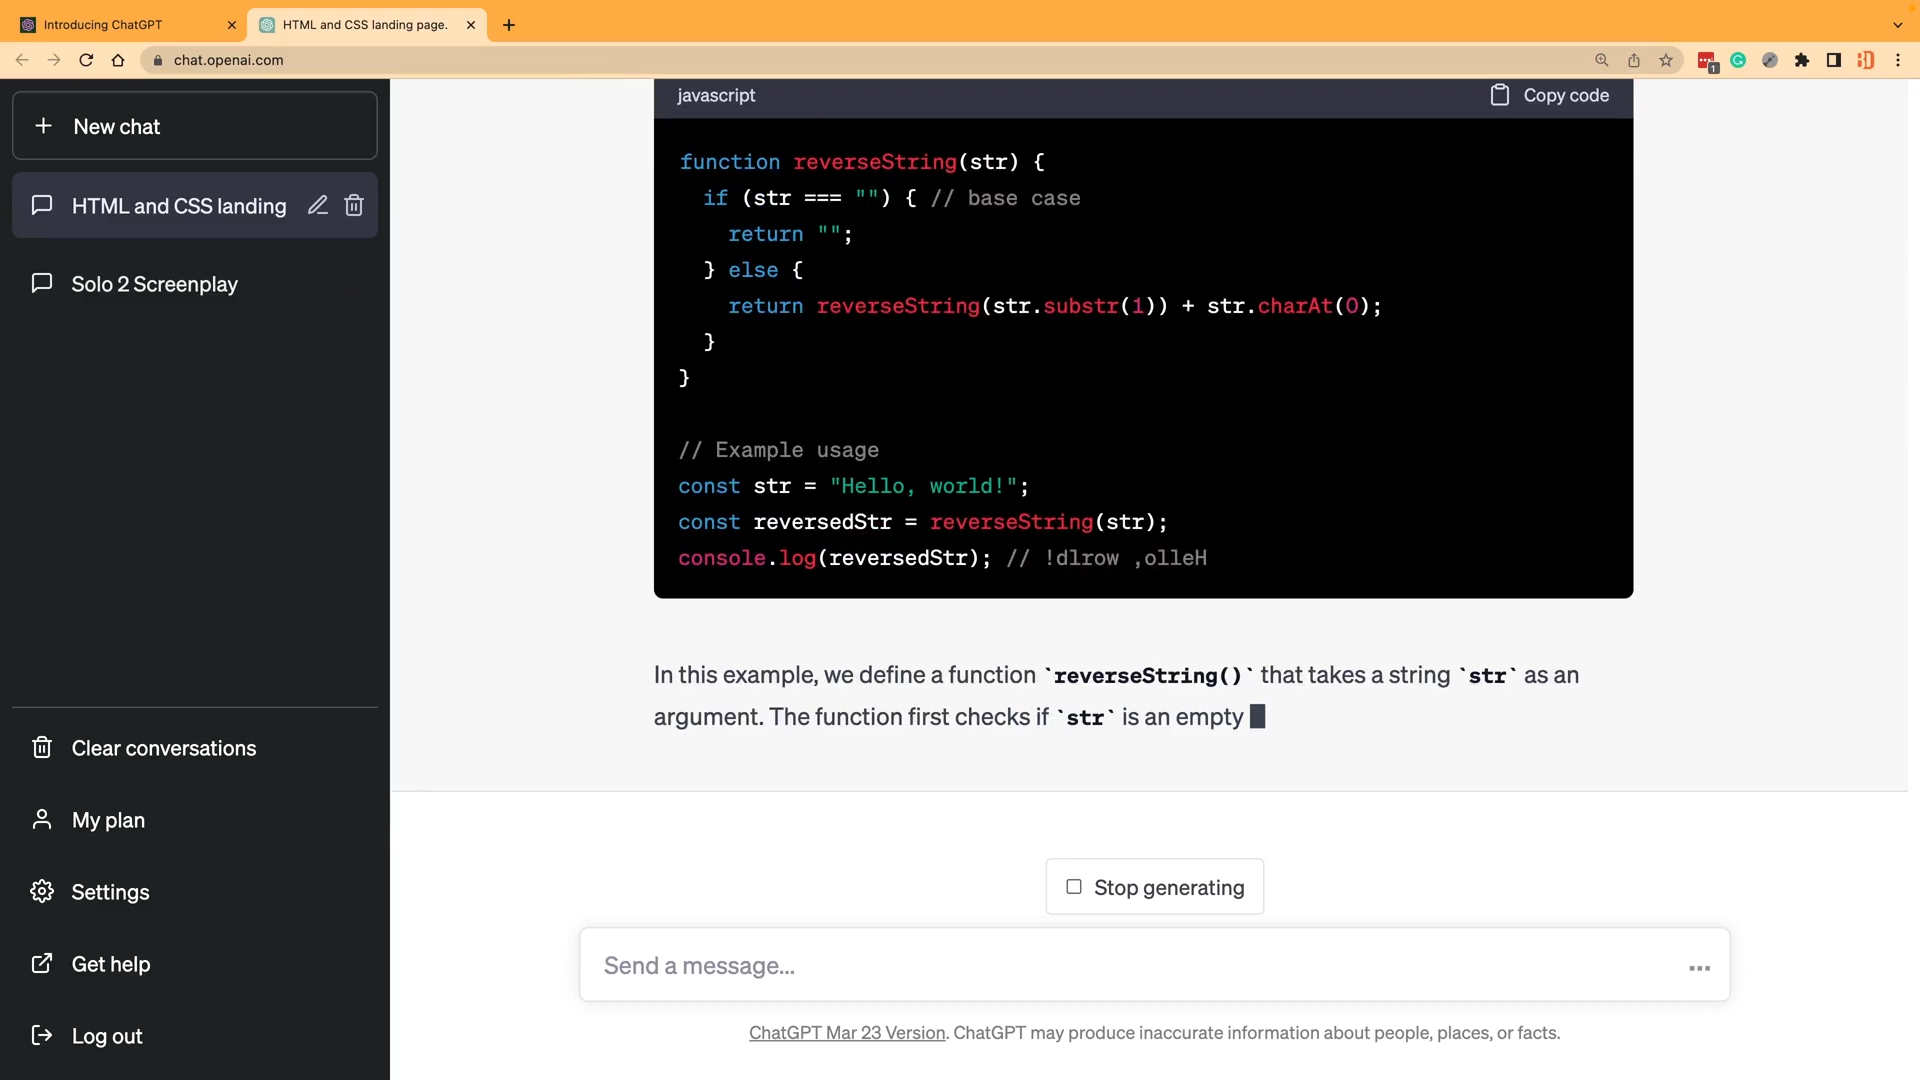 Introducing ChatGPT
HTML and CSS landing page.
chat.openai.com
1
New chat
HTML and CSS landing
Solo 2 Screenplay
Clear conversations
My plan
Settings
Get help
Log out
javascript
Copy code
function reverseString(str) {
  if (str === "") { // base case
    return "";
  } else {
    return reverseString(str.substr(1)) + str.charAt(0);
  }
}
// Example usage
const str = "Hello, world!";
const reversedStr = reverseString(str);
console.log(reversedStr); // !dlrow ,olleH
In this example, we define a function `reverseString()` that takes a string `str` as an
argument. The function first checks if `str` is an empty
Stop generating
Send a message...
ChatGPT Mar 23 Version. ChatGPT may produce inaccurate information about people, places, or facts.